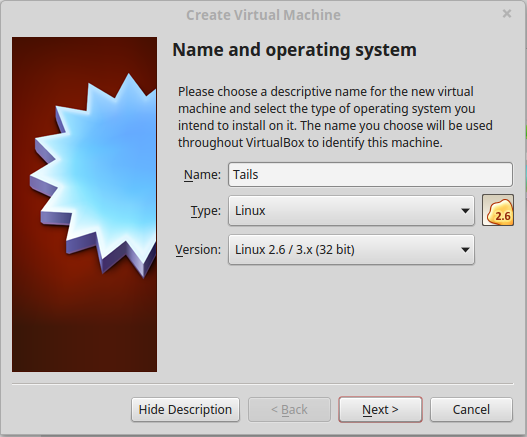 Create Virtual Machine
Name and operating system
Please choose a descriptive name for the new virtual
machine and select the type of operating system you
intend to install on it. The name you choose will be used
throughout VirtualBox to identify this machine.
Name: Tails
Type: Linux
2.6
Version: Linux 2.6 / 3.x (32 bit)
Hide Description < Back Next > Cancel